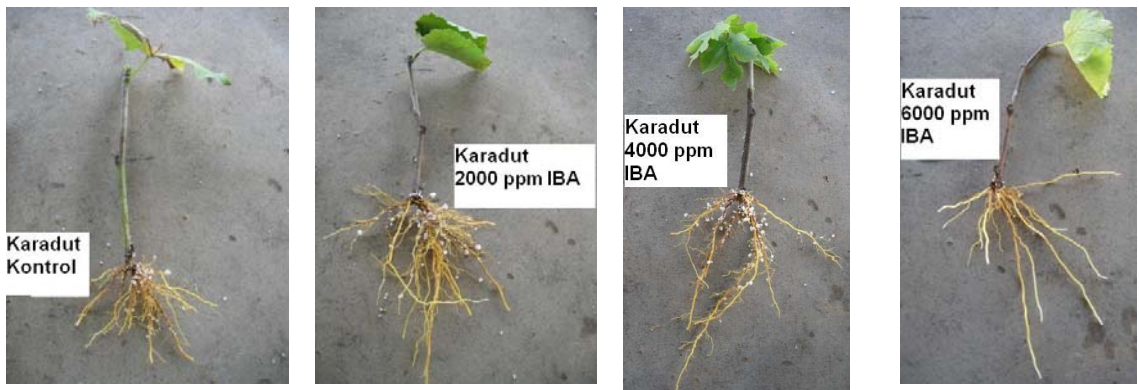 Karadut
Kontrol
Karadut
2000 ppm IBA
Karadut
4000 ppm
IBA
Karadut
6000 ppm
IBA